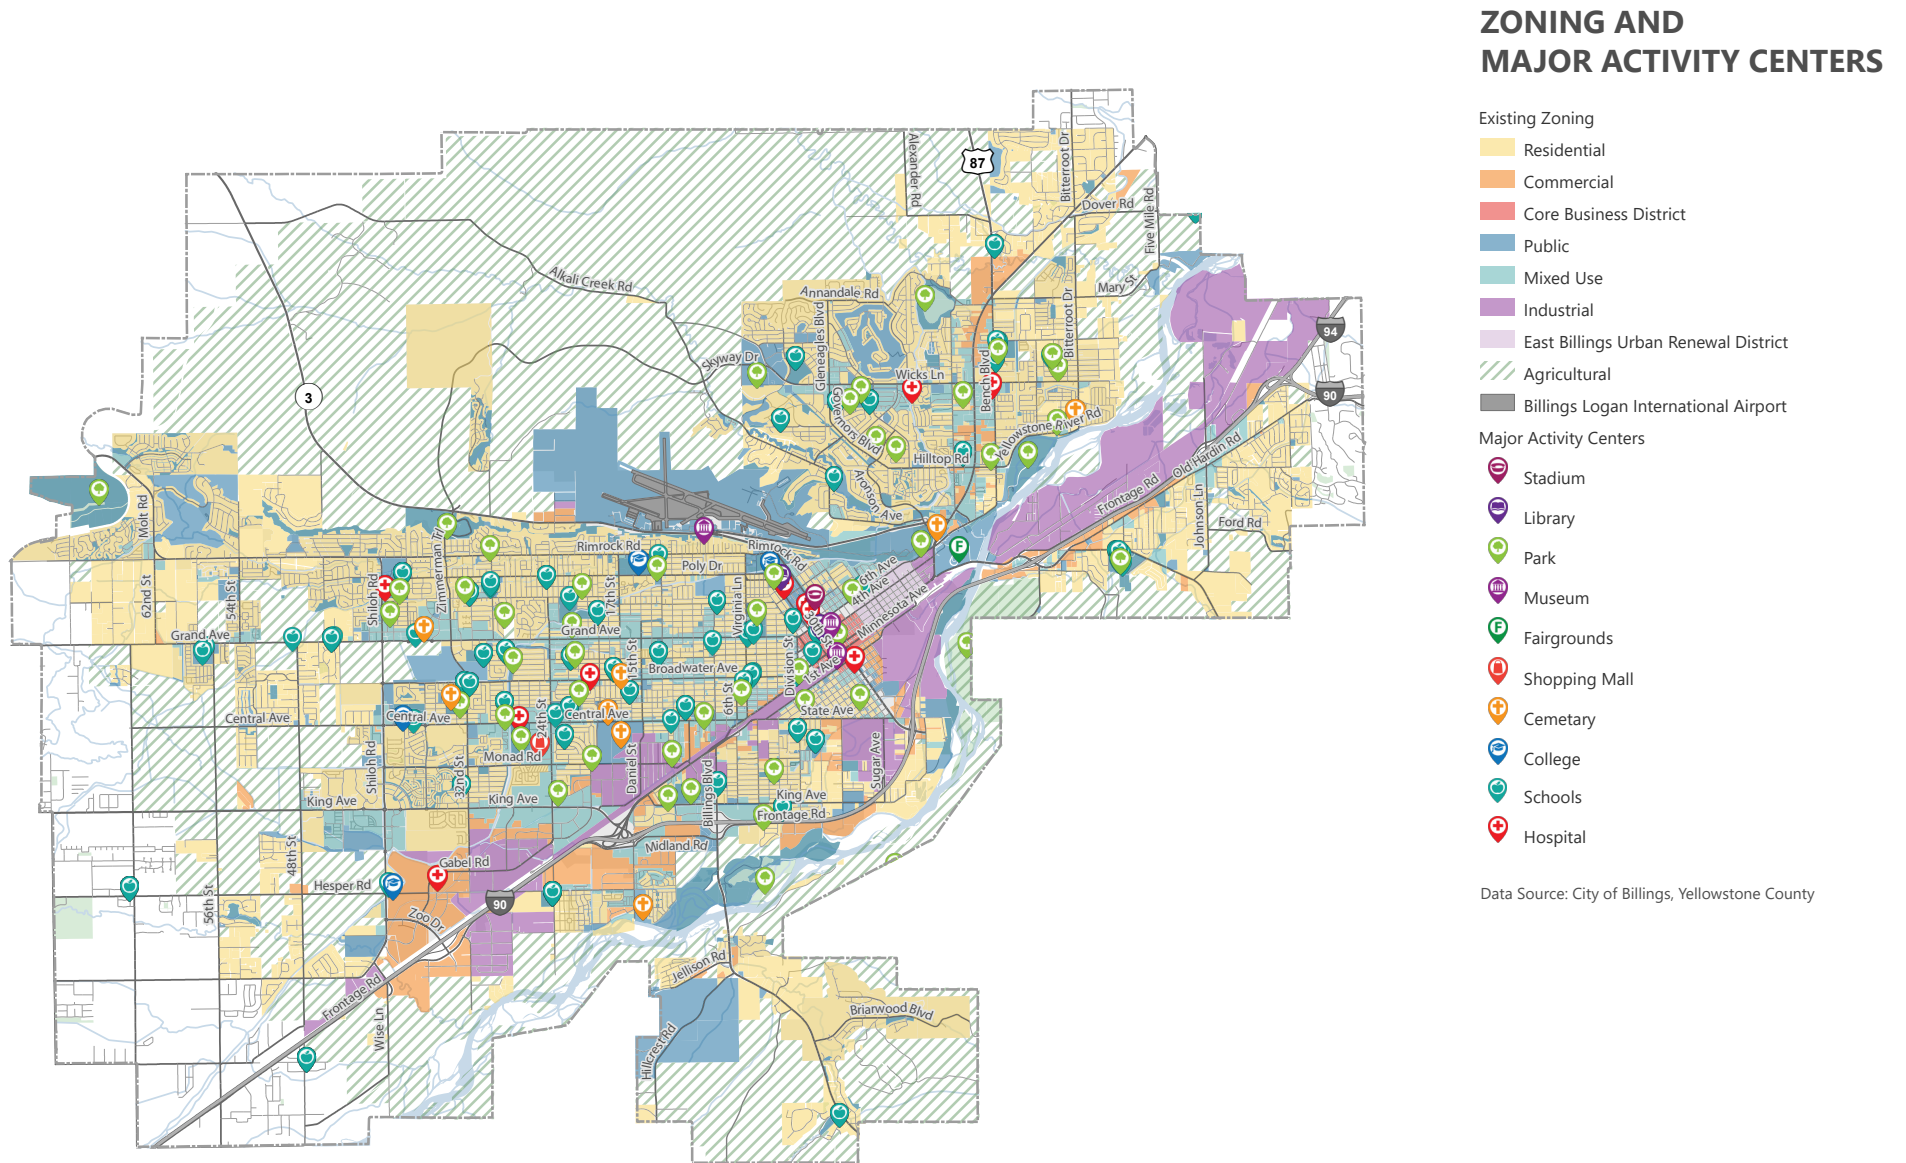 ZONING AND
MAJOR ACTIVITY CENTERS
Existing Zoning
Residential
Commercial
Core Business District
Public
Mixed Use
Industrial
East Billings Urban Renewal District
Agricultural
Billings Logan International Airport
Major Activity Centers
Stadium
Library
Park
Museum
F
Fairgrounds
Shopping Mall
Cemetary
College
Schools
Hospital
Data Source: City of Billings, Yellowstone County
87
Alexander Rd
Bitterroot Dr
Dover Rd
Five Mile Rd
Mary St
Alkali Creek Rd
Annandale Rd
Gleneagles Blvd
Skyway Dr
Wicks Ln
Bench Blvd
Bitterroot Dr
94
90
3
Governors Blvd
Yellowstone River Rd
Hilltop Rd
Aronson Ave
Old Hardin Rd
Frontage Rd
Johnson Ln
Ford Rd
Molt Rd
Rimrock Rd
Rimrock Rd
Poly Dr
F
6th Ave
4th Ave
Minnesota Ave
62nd St
54th St
Shiloh Rd
Zimmerman Trl
17th St
Virginia Ln
Grand Ave
Grand Ave
30th St
15th St
Broadwater Ave
Division St
1st Ave
6th St
State Ave
Central Ave
Central Ave
Central Ave
24th St
Monad Rd
Shiloh Rd
32nd St
Daniel St
Billings Blvd
Sugar Ave
King Ave
King Ave
King Ave
Frontage Rd
Midland Rd
48th St
Gabel Rd
Hesper Rd
56th St
90
Zoo Dr
Frontage Rd
Wise Ln
Jellison Rd
Briarwood Blvd
Hillcrest Rd